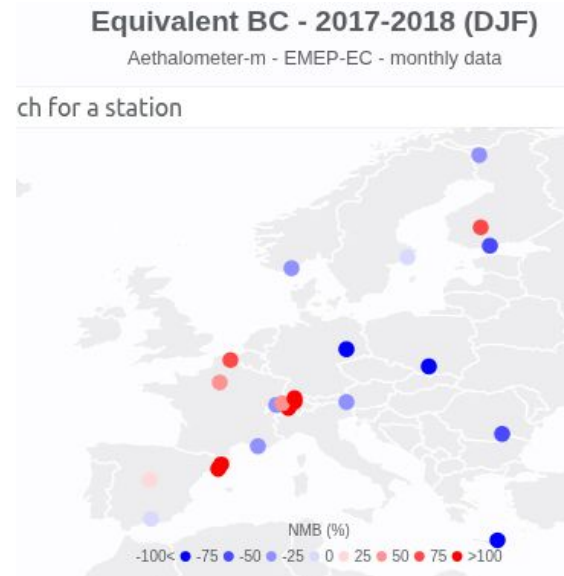 Equivalent BC - 2017-2018 (DJF)
Aethalometer-m - EMEP-EC - monthly data
ch for a station
NMB (%)
-100< -75 -50 -25 0 25 50 75 >100